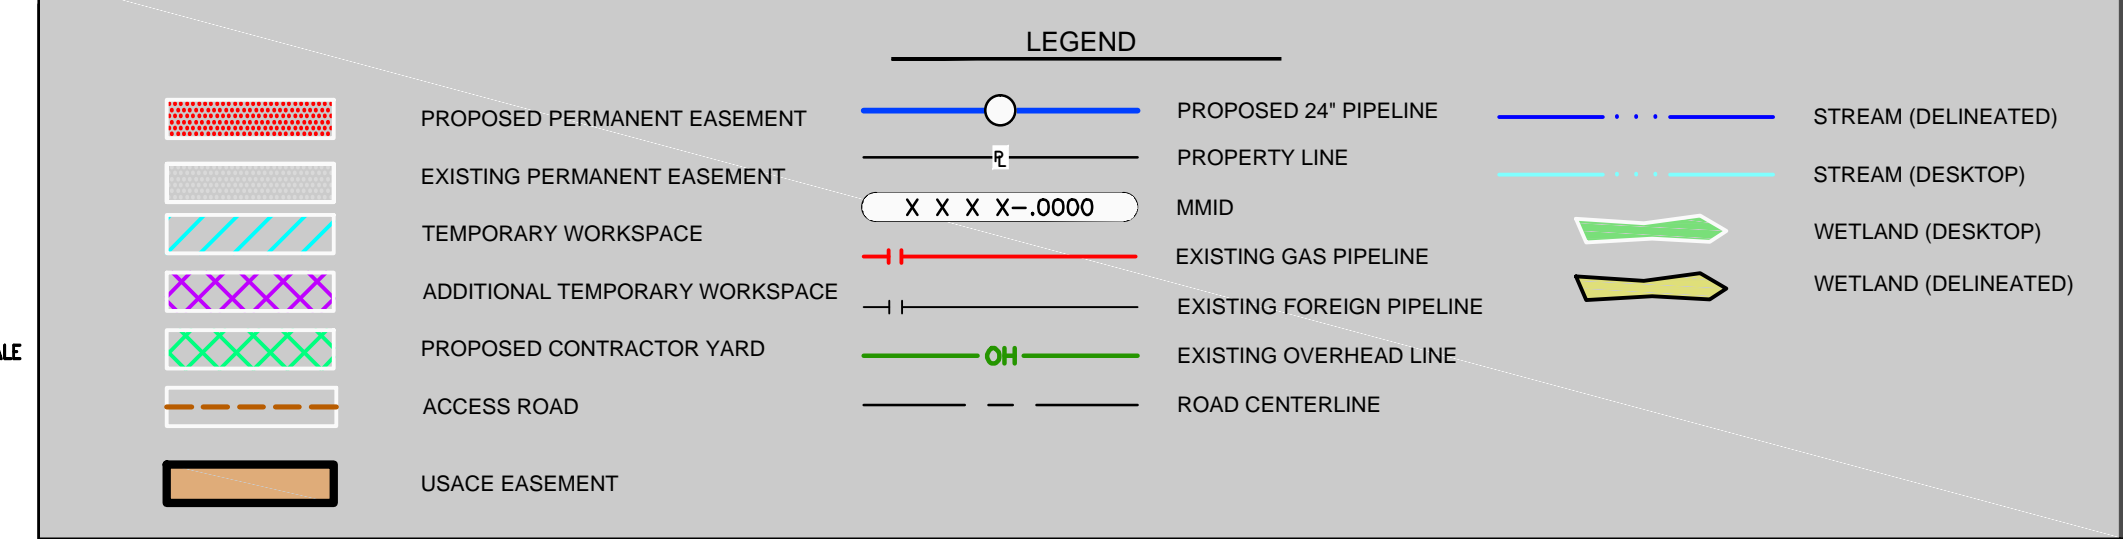 LEGEND
PROPOSED PERMANENT EASEMENT
EXISTING PERMANENT EASEMENT
TEMPORARY WORKSPACE
ADDITIONAL TEMPORARY WORKSPACE
PROPOSED CONTRACTOR YARD
ACCESS ROAD
USACE EASEMENT
PROPOSED 24" PIPELINE
PL PROPERTY LINE
X X X X-.0000 MMID
EXISTING GAS PIPELINE
EXISTING FOREIGN PIPELINE
OH EXISTING OVERHEAD LINE
ROAD CENTERLINE
STREAM (DELINEATED)
STREAM (DESKTOP)
WETLAND (DESKTOP)
WETLAND (DELINEATED)